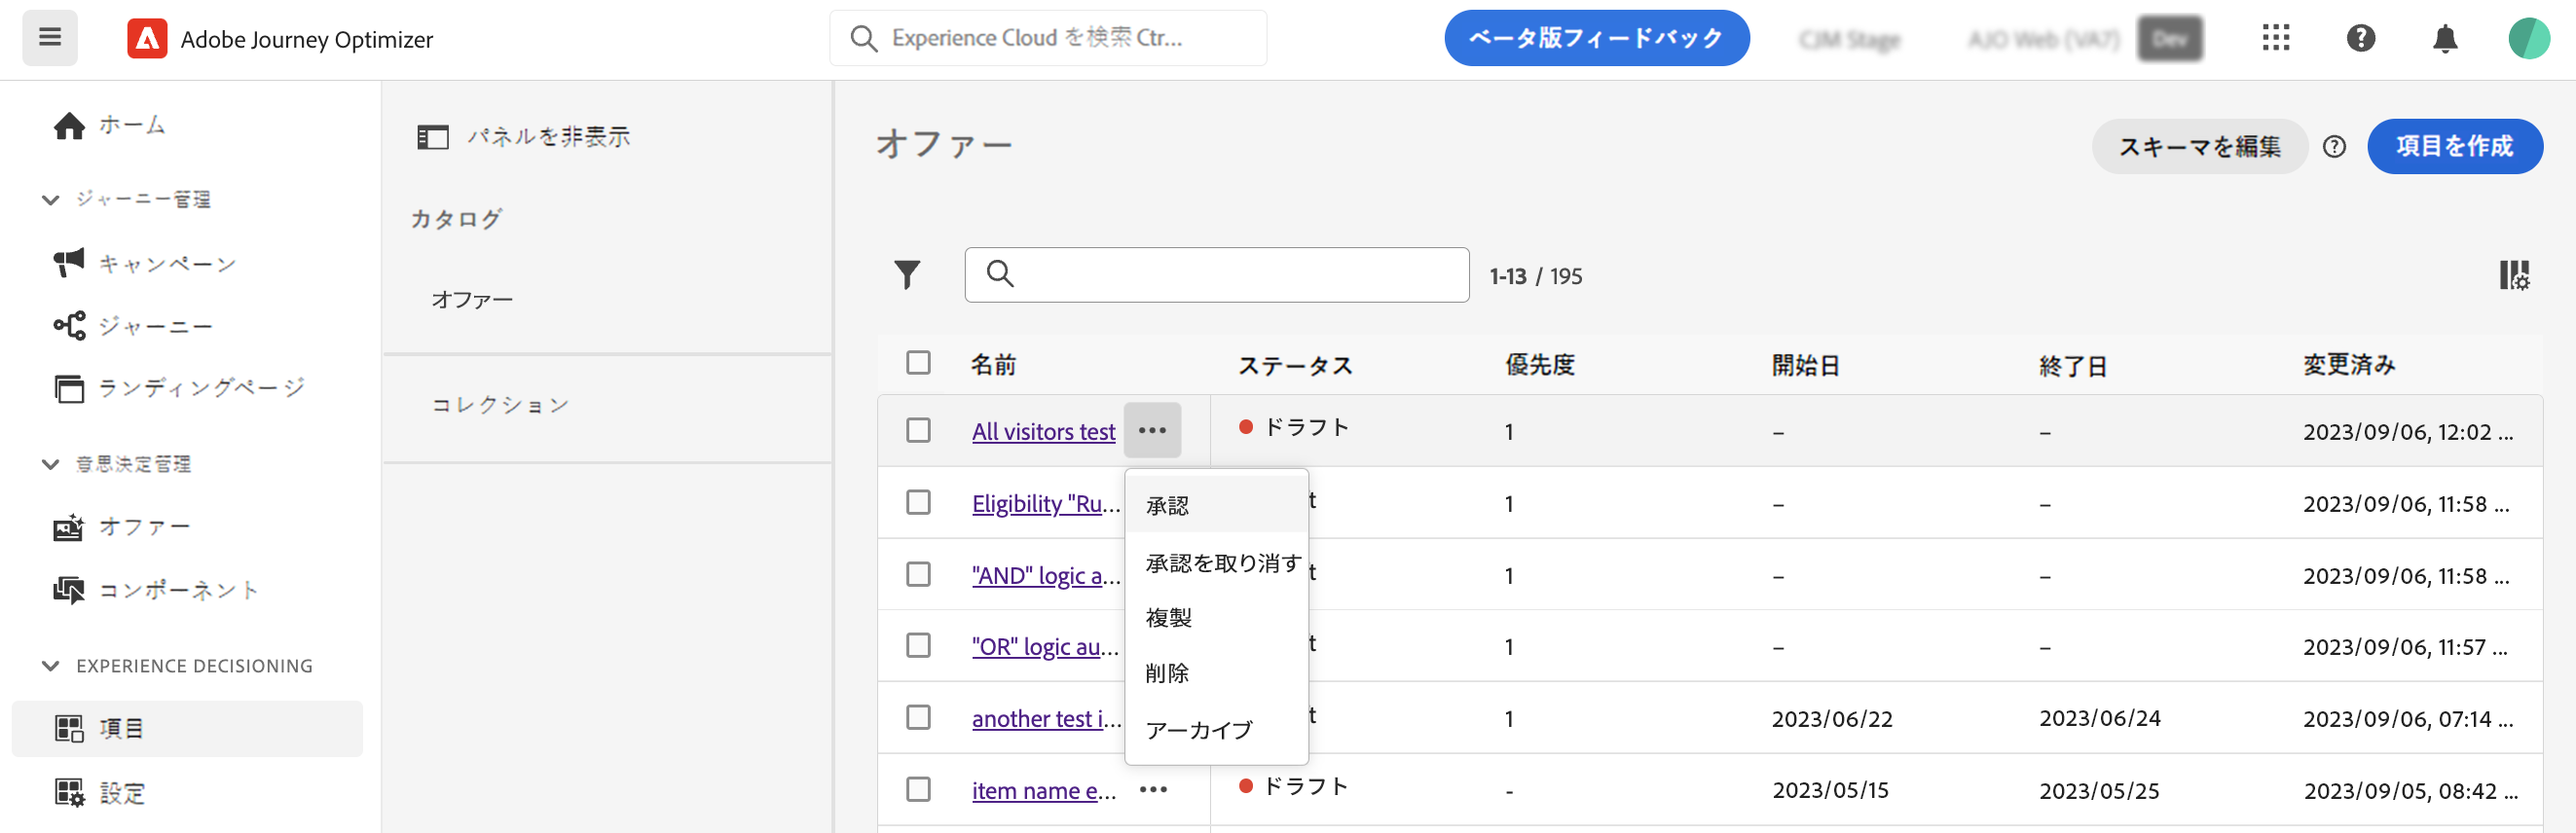 Adobe Journey Optimizer
Experience Cloud を検索 Ctr...
ベータ版フィードバック
ホーム
ジャーニー管理
キャンペーン
ジャーニー
ランディングページ
意思決定管理
オファー
コンポーネント
EXPERIENCE DECISIONING
項目
設定
パネルを非表示
カタログ
オファー
コレクション
オファー
スキーマを編集
項目を作成
1-13 / 195
名前 ステータス 優先度 開始日 終了日 変更済み
All visitors test ••• ドラフト 1 – – 2023/09/06, 12:02 ...
Eligibility "Ru... t 1 – – 2023/09/06, 11:58 ...
"AND" logic a... t 1 – – 2023/09/06, 11:58 ...
"OR" logic au... t 1 – – 2023/09/06, 11:57 ...
another test i... t 1 2023/06/22 2023/06/24 2023/09/06, 07:14 ...
item name e... ••• ドラフト - 2023/05/15 2023/05/25 2023/09/05, 08:42 ...
承認
承認を取り消す
複製
削除
アーカイブ